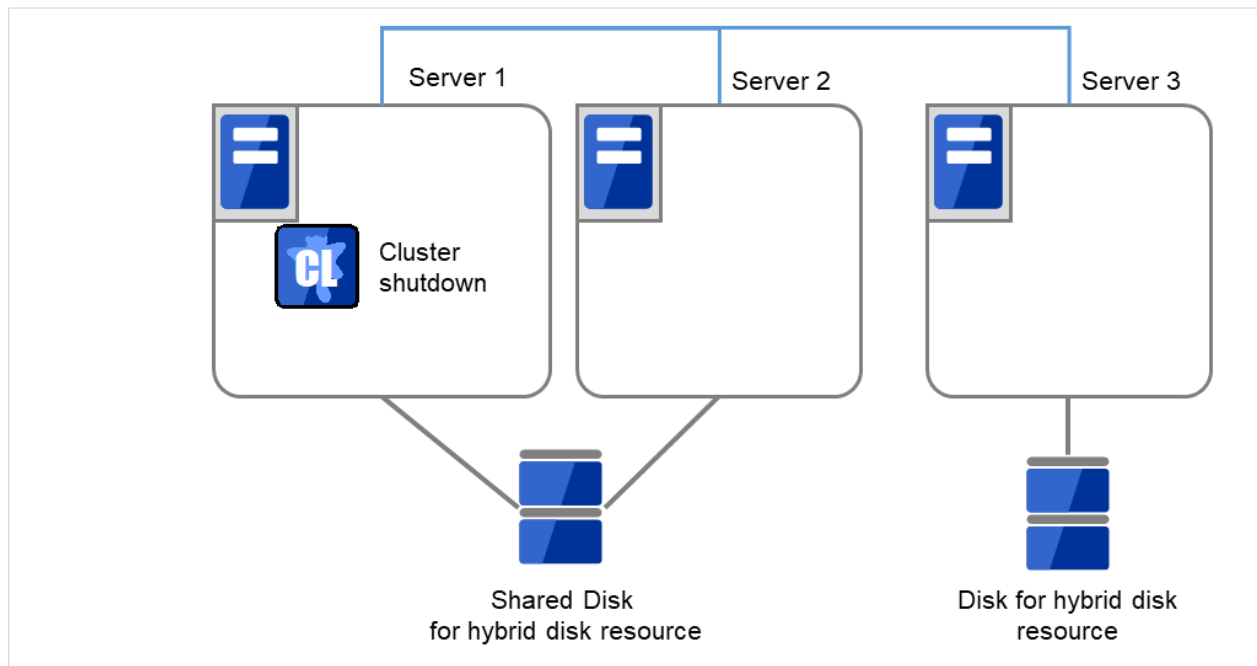 Server 1
Server 2
Server 3
CL
Cluster
shutdown
Shared Disk
for hybrid disk resource
Disk for hybrid disk
resource